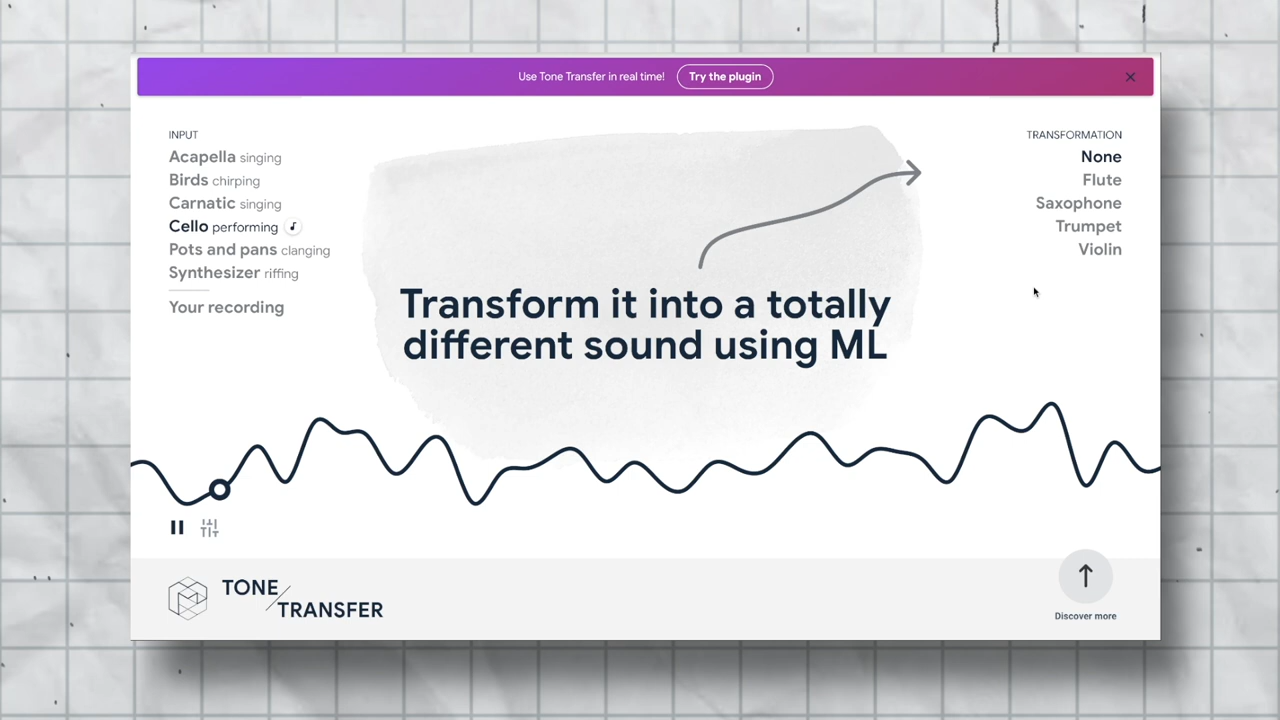 Use Tone Transfer in real time! Try the plugin
INPUT
Acapella singing
Birds chirping
Carnatic singing
Cello performing
Pots and pans clanging
Synthesizer riffing
Your recording
TRANSFORMATION
None
Flute
Saxophone
Trumpet
Violin
Transform it into a totally
different sound using ML
TONE
TRANSFER
Discover more